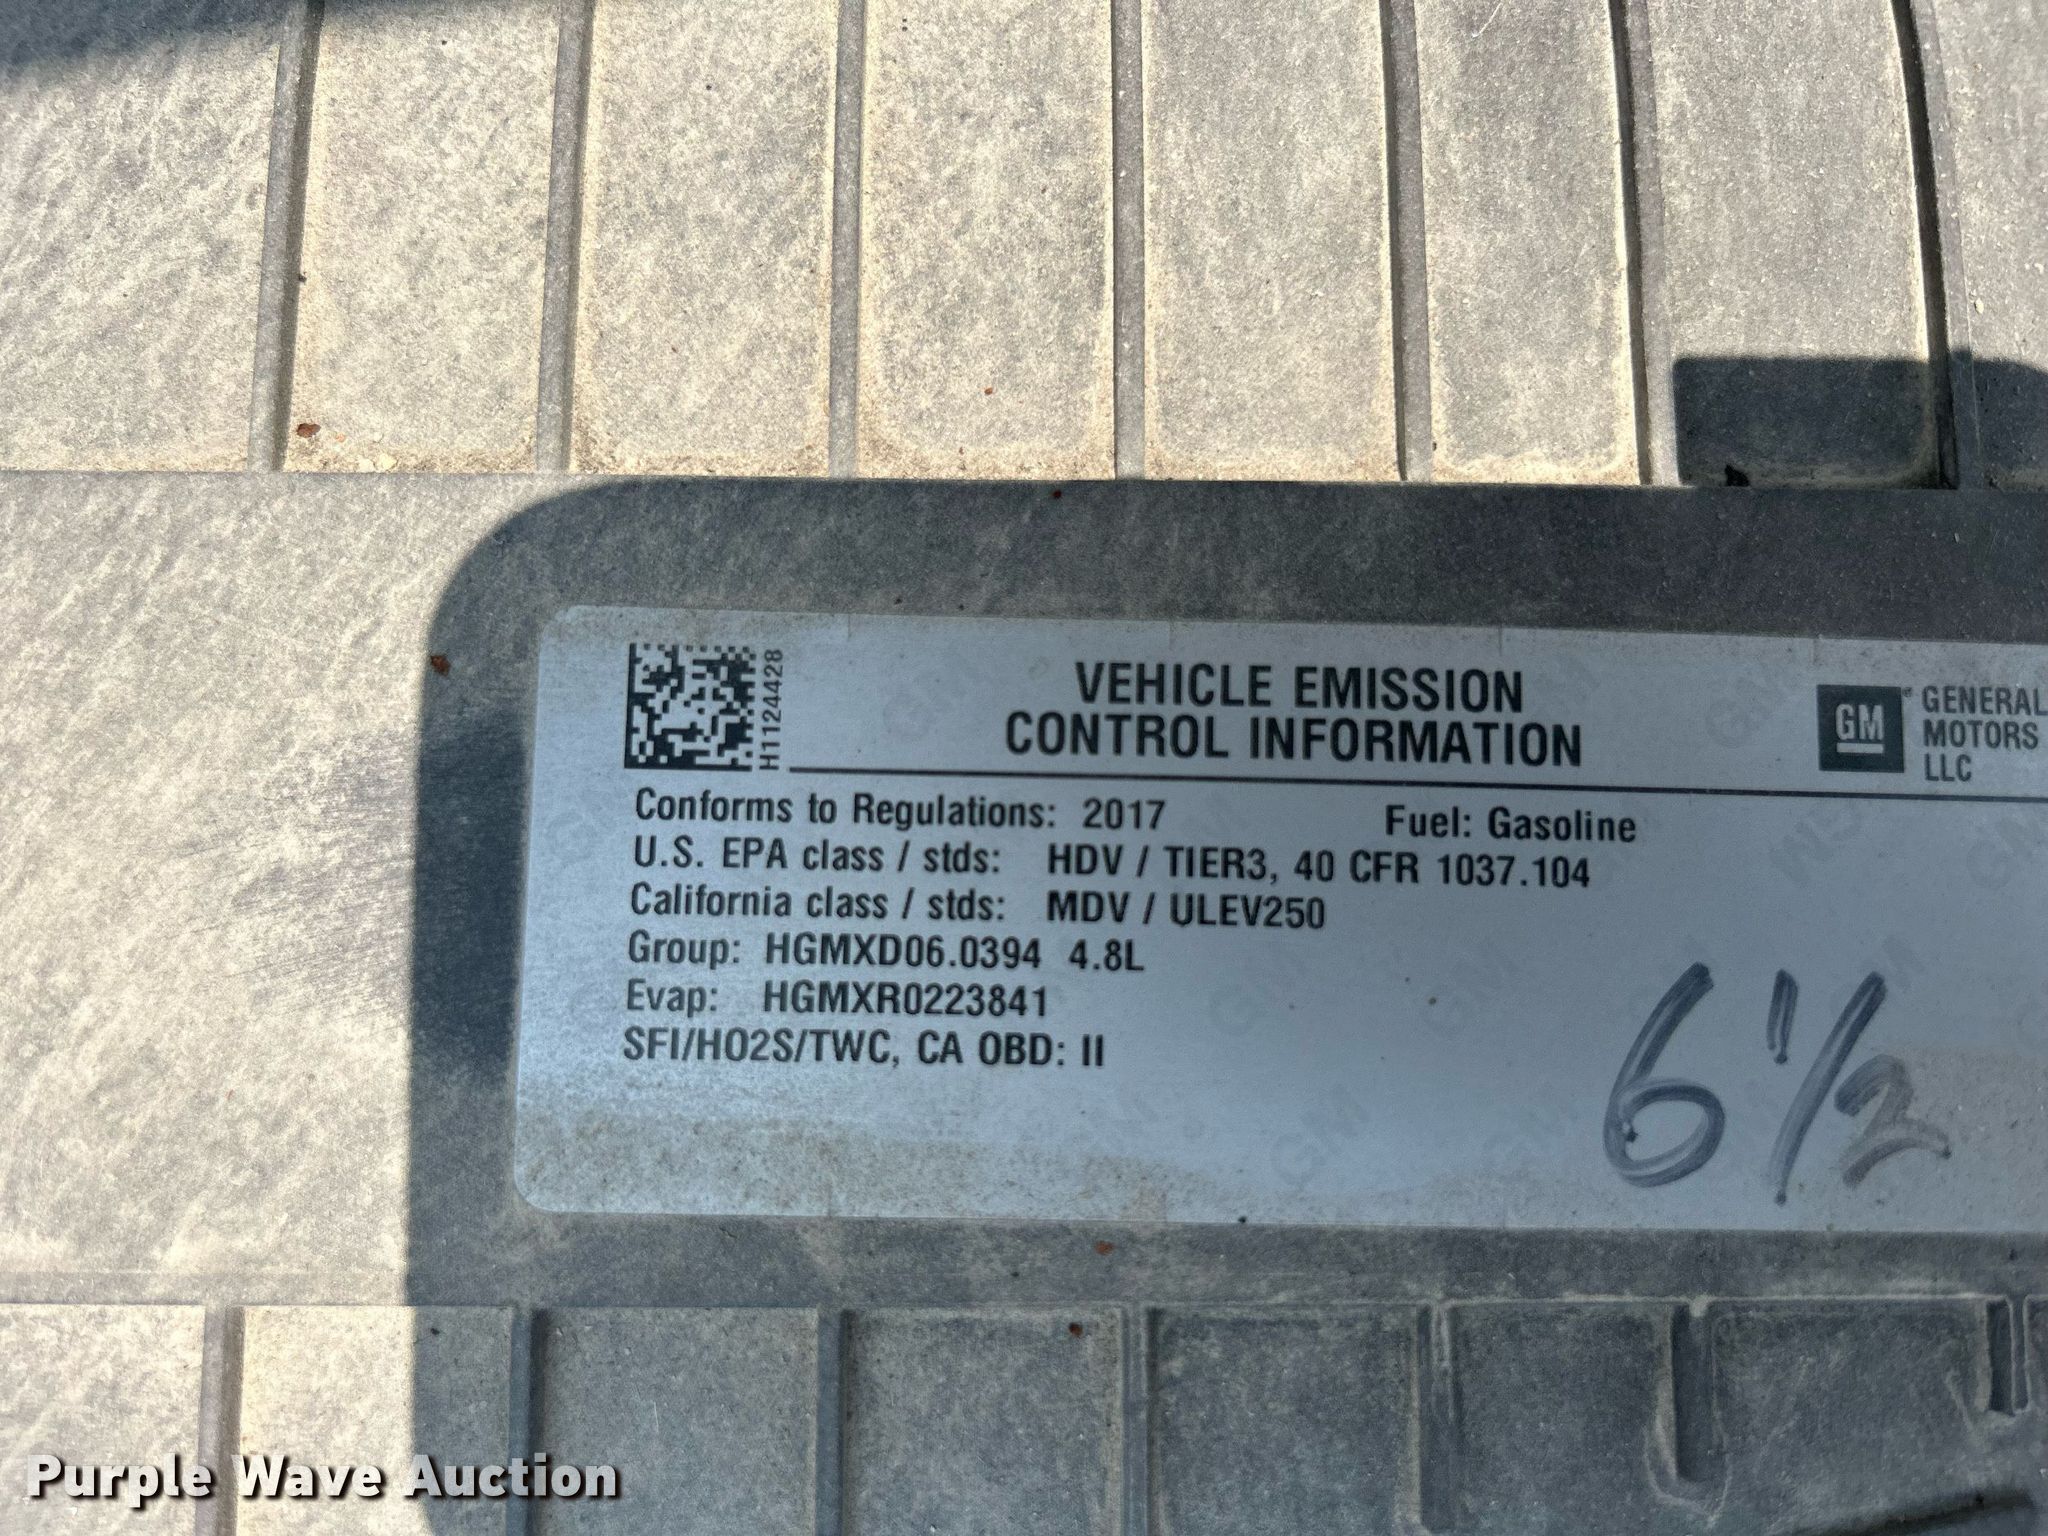 H1124428
VEHICLE EMISSION
CONTROL INFORMATION
GM
GENERAL
MOTORS
LLC
Conforms to Regulations: 2017 Fuel: Gasoline
U.S. EPA class / stds: HDV / TIER3, 40 CFR 1037.104
California class / stds: MDV / ULEV250
Group: HGMXD06.0394 4.8L
Evap: HGMXR0223841
SFI/HO2S/TWC, CA OBD: II
6 1/2
Purple Wave Auction